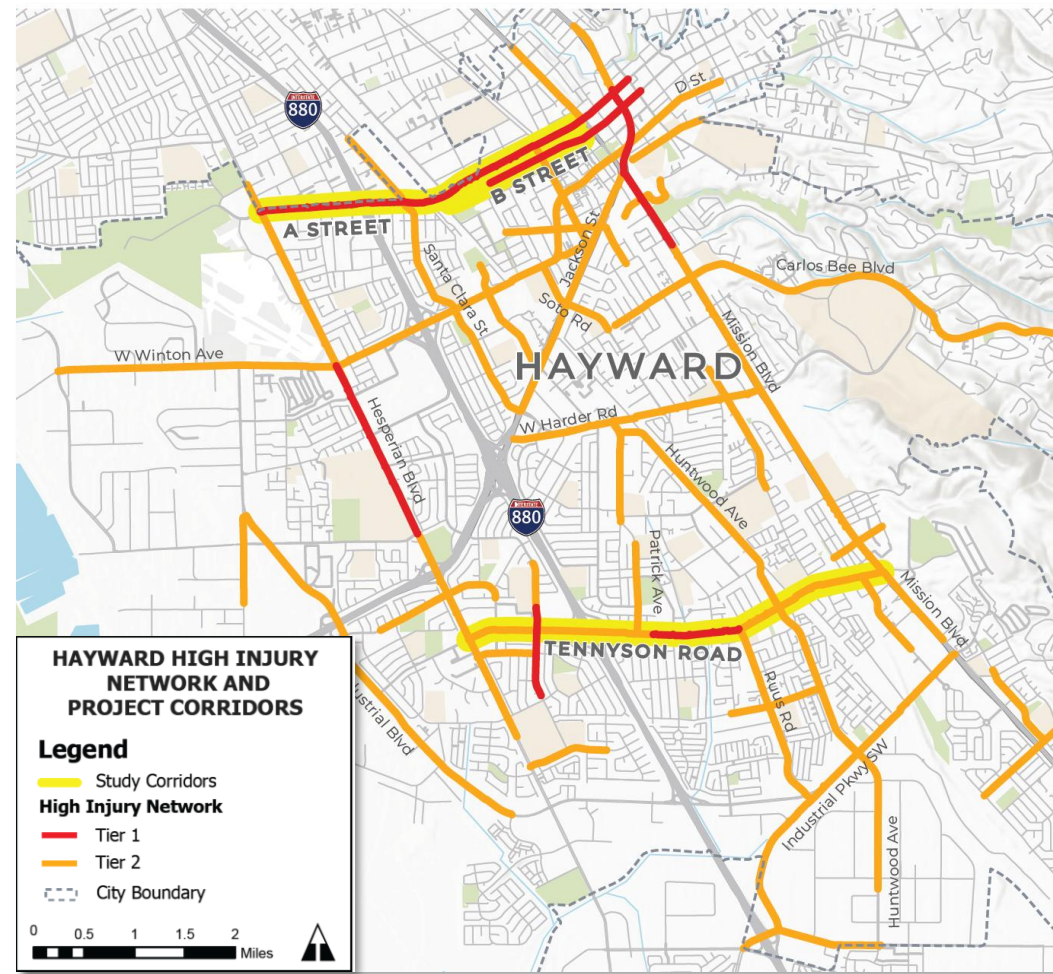 INTERSTATE
880
D St
B STREET
A STREET
Santa Clara St
Jackson St
Carlos Bee Blvd
Soto Rd
Mission Blvd
W Winton Ave
HAYWARD
Hesperian Blvd
W Harder Rd
Huntwood Ave
INTERSTATE
880
Patrick Ave
Mission Blvd
TENNYSON ROAD
Ruus Rd
ustrial Blvd
Industrial Pkwy SW
Huntwood Ave
HAYWARD HIGH INJURY
NETWORK AND
PROJECT CORRIDORS
Legend
Study Corridors
High Injury Network
Tier 1
Tier 2
City Boundary
0 0.5 1 1.5 2
Miles